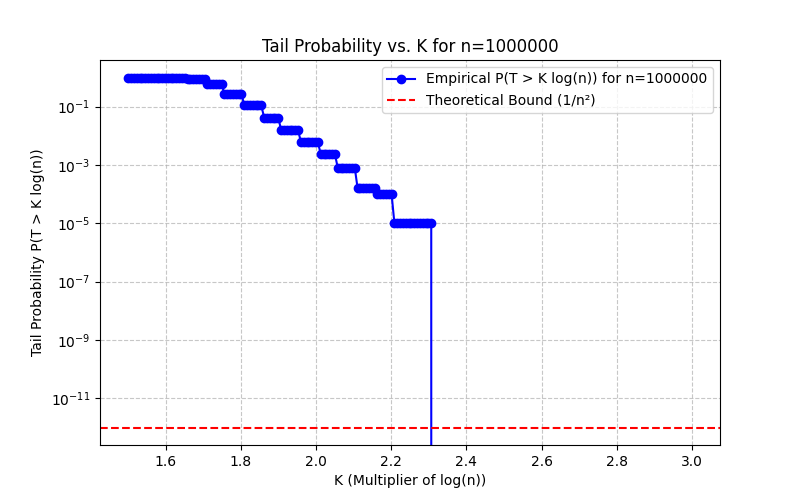 Tail Probability vs. K for n=1000000
Empirical P(T > K log(n)) for n=1000000
Theoretical Bound (1/n²)
Tail Probability P(T > K log(n))
10⁻¹
10⁻³
10⁻⁵
10⁻⁷
10⁻⁹
10⁻¹¹
1.6 1.8 2.0 2.2 2.4 2.6 2.8 3.0
K (Multiplier of log(n))